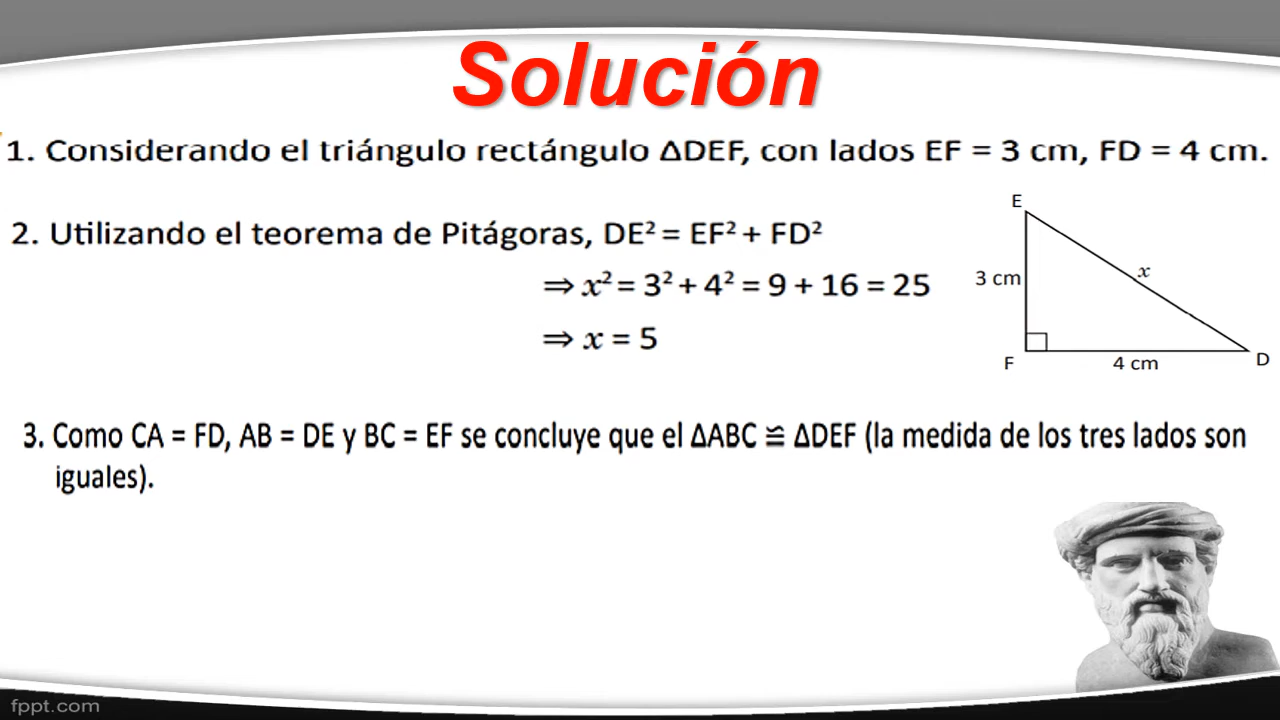 Solución
1. Considerando el triángulo rectángulo ΔDEF, con lados EF = 3 cm, FD = 4 cm.
2. Utilizando el teorema de Pitágoras, DE² = EF² + FD²
⇒ x² = 3² + 4² = 9 + 16 = 25
⇒ x = 5
E
3 cm
x
F
4 cm
D
3. Como CA = FD, AB = DE y BC = EF se concluye que el ΔABC ≌ ΔDEF (la medida de los tres lados son
iguales).
fppt.com